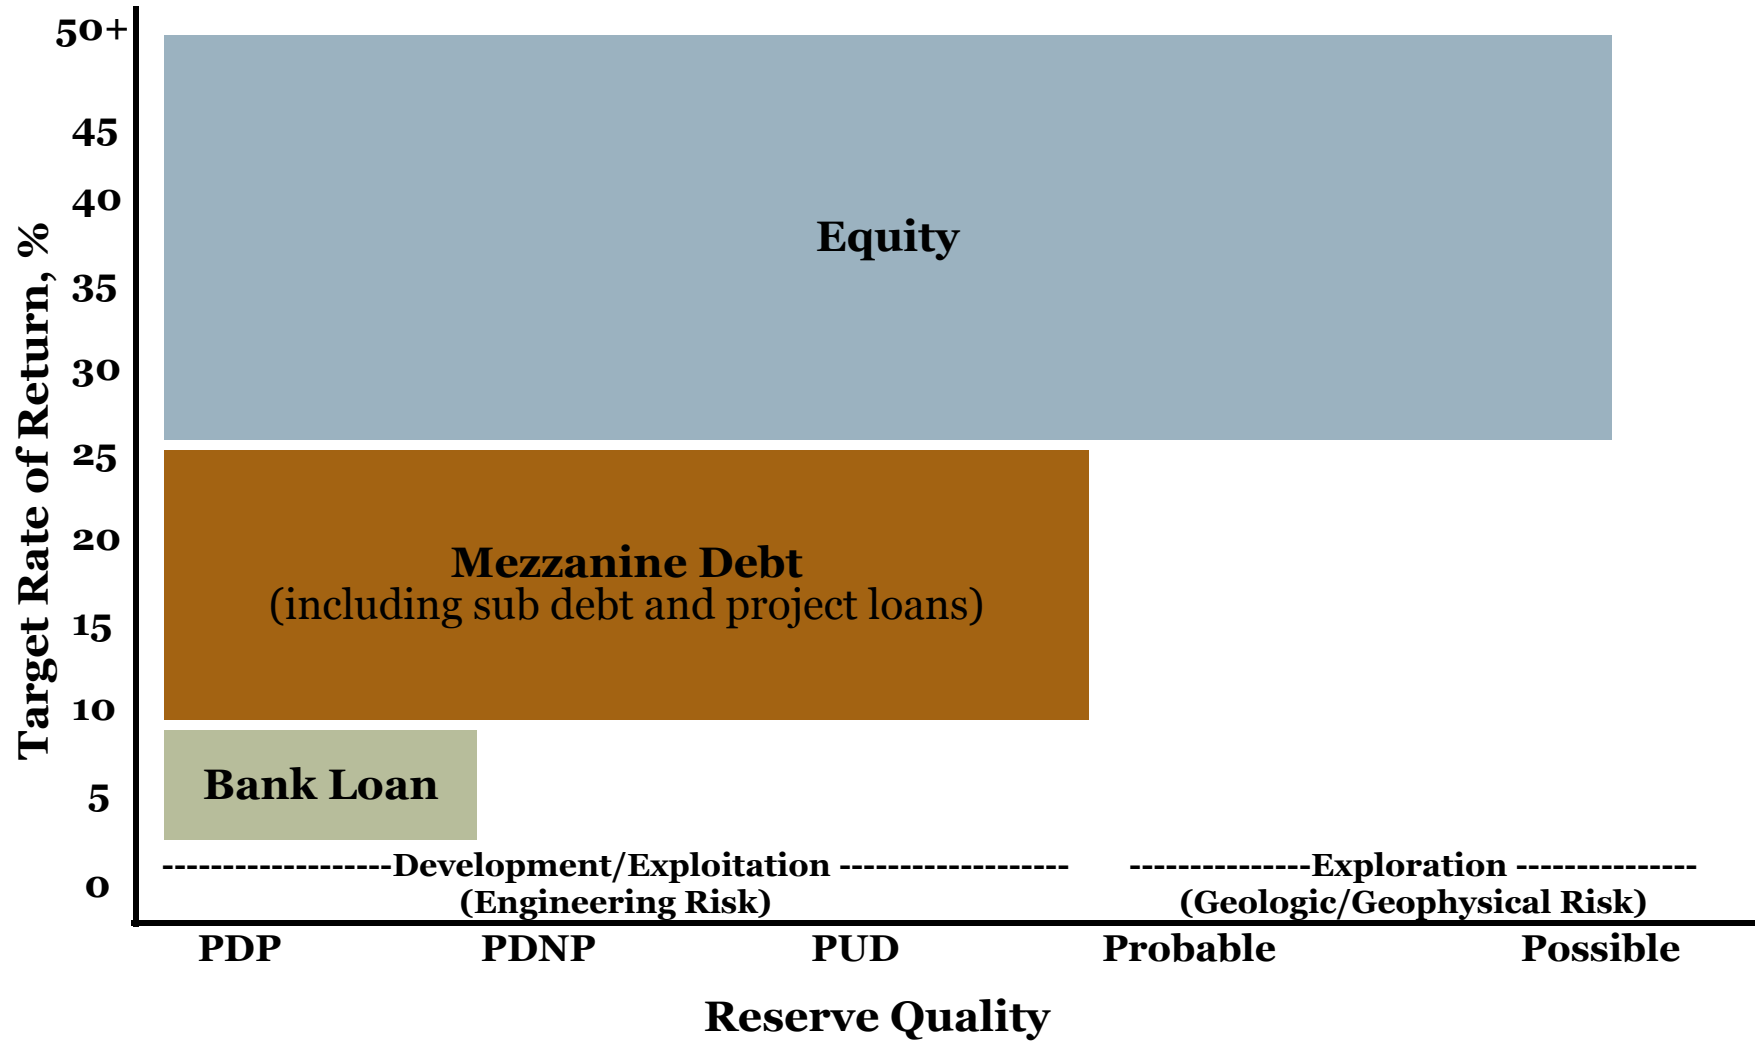 Target Rate of Return, %
50+
45
40
35
30
25
20
15
10
5
0
Equity
Mezzanine Debt
(including sub debt and project loans)
Bank Loan
-------------------Development/Exploitation -------------------
(Engineering Risk)
---------------Exploration ---------------
(Geologic/Geophysical Risk)
PDP PDNP PUD Probable Possible
Reserve Quality